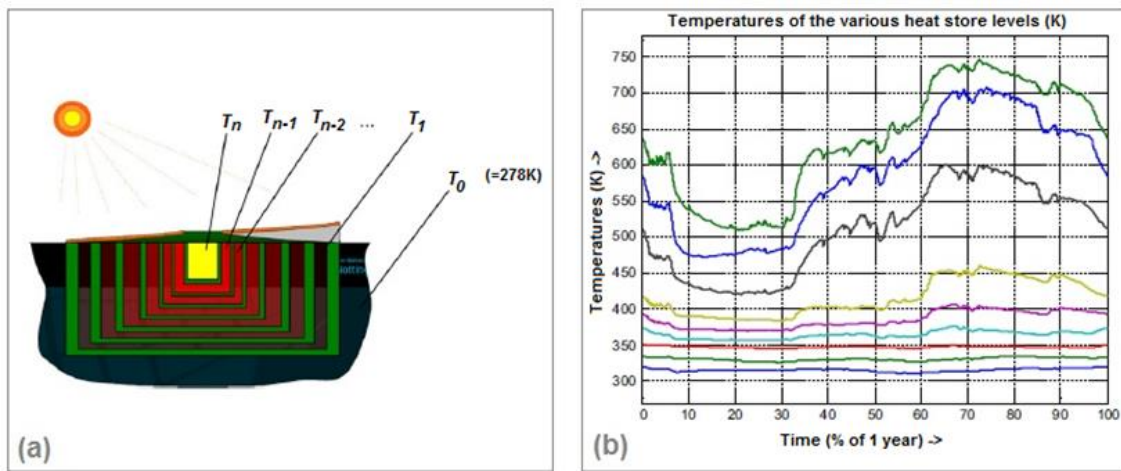 Tn
Tn-1
Tn-2
...
T1
T0
(=278K)
(a)
Temperatures of the various heat store levels (K)
750
700
650
600
550
500
450
400
350
300
Temperatures (K) ->
0
10
20
30
40
50
60
70
80
90
100
Time (% of 1 year) ->
(b)